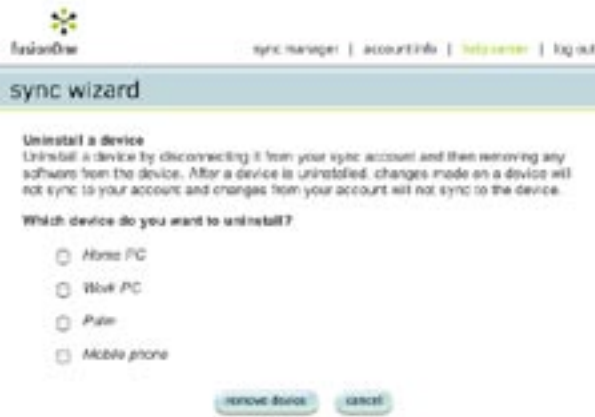 fusionOne
sync manager | account info | help center | log out
sync wizard
Uninstall a device
Uninstall a device by disconnecting it from your sync account and then removing any
software from the device. After a device is uninstalled, changes made on a device will
not sync to your account and changes from your account will not sync to the device.
Which device do you want to uninstall?
Home PC
Work PC
Palm
Mobile phone
remove device
cancel